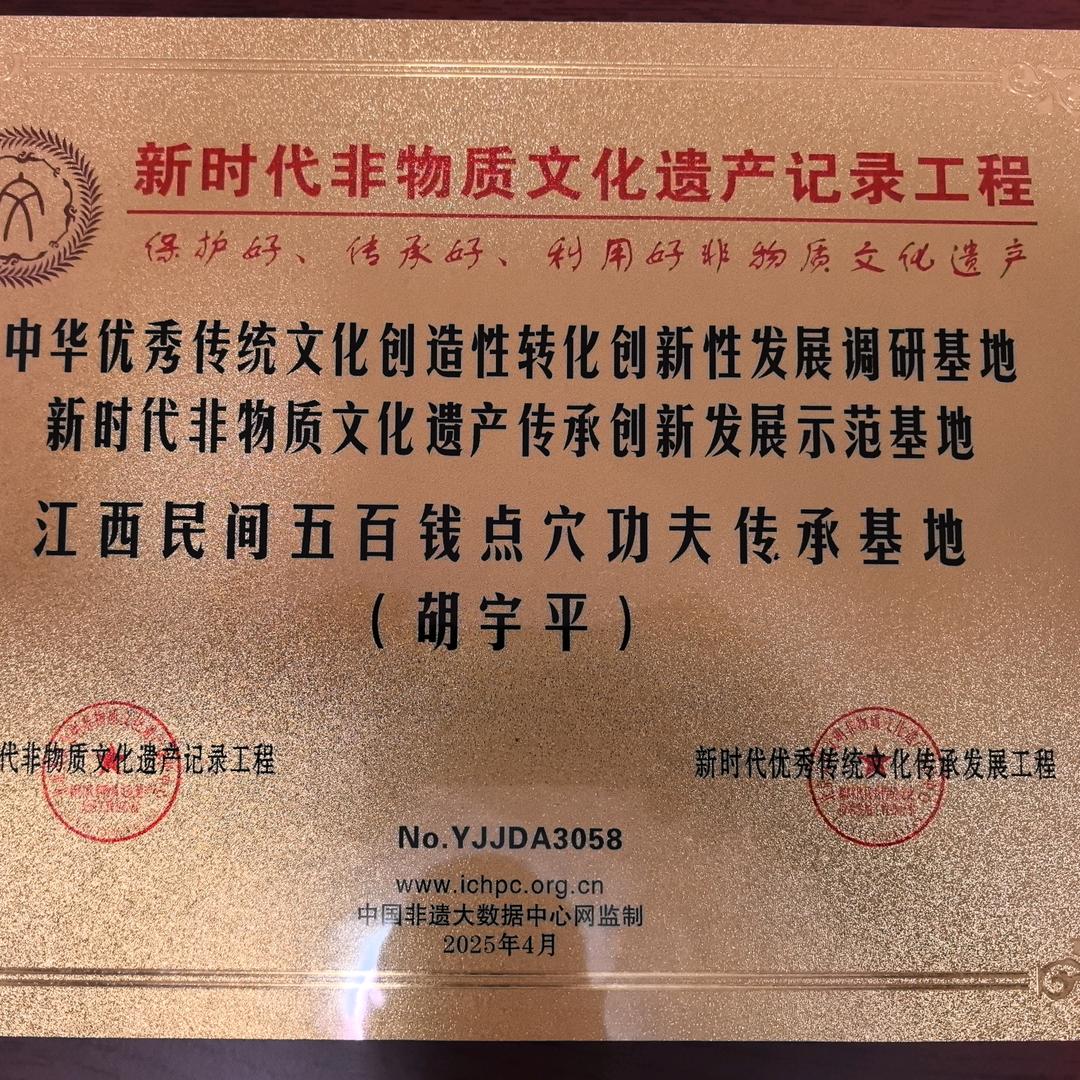 新时代非物质文化遗产记录工程
保护好、传承好、利用好非物质文化遗产
中华优秀传统文化创造性转化创新性发展调研基地
新时代非物质文化遗产传承创新发展示范基地
江西民间五百钱点穴功夫传承基地
（胡宇平）
代非物质文化遗产记录工程
新时代优秀传统文化传承发展工程
No.YJJDA3058
www.ichpc.org.cn
中国非遗大数据中心网监制
2025年4月